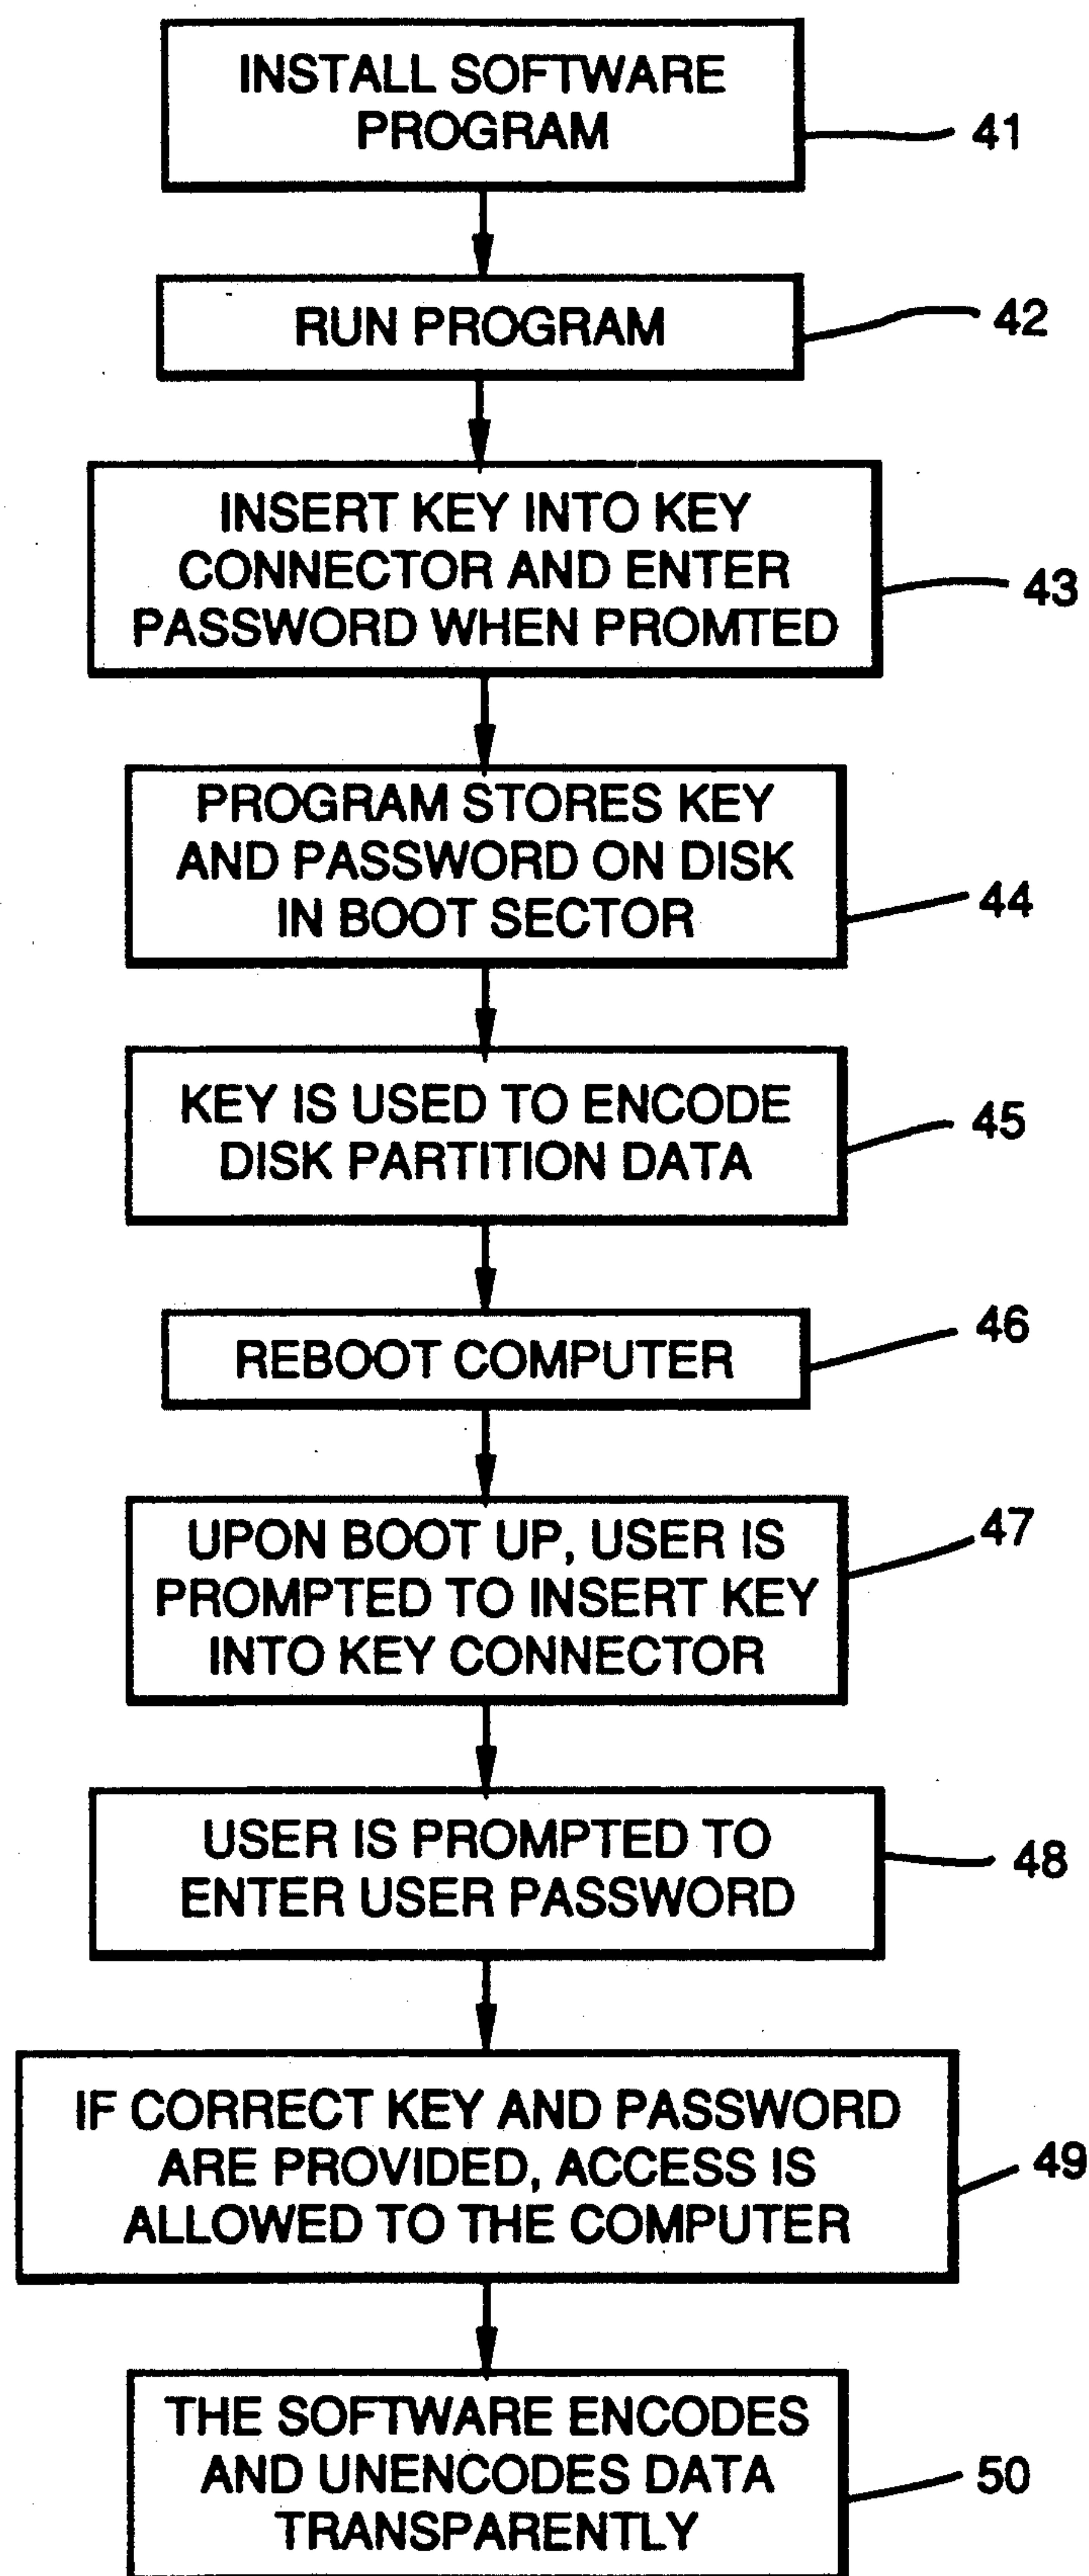 INSTALL SOFTWARE
PROGRAM
41
RUN PROGRAM
42
INSERT KEY INTO KEY
CONNECTOR AND ENTER
PASSWORD WHEN PROMTED
43
PROGRAM STORES KEY
AND PASSWORD ON DISK
IN BOOT SECTOR
44
KEY IS USED TO ENCODE
DISK PARTITION DATA
45
REBOOT COMPUTER
46
UPON BOOT UP, USER IS
PROMPTED TO INSERT KEY
INTO KEY CONNECTOR
47
USER IS PROMPTED TO
ENTER USER PASSWORD
48
IF CORRECT KEY AND PASSWORD
ARE PROVIDED, ACCESS IS
ALLOWED TO THE COMPUTER
49
THE SOFTWARE ENCODES
AND UNENCODES DATA
TRANSPARENTLY
50